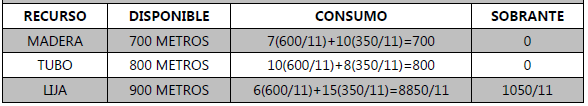 RECURSO DISPONIBLE CONSUMO SOBRANTE
MADERA 700 METROS 7(600/11)+10(350/11)=700 0
TUBO 800 METROS 10(600/11)+8(350/11)=800 0
LIJA 900 METROS 6(600/11)+15(350/11)=8850/11 1050/11